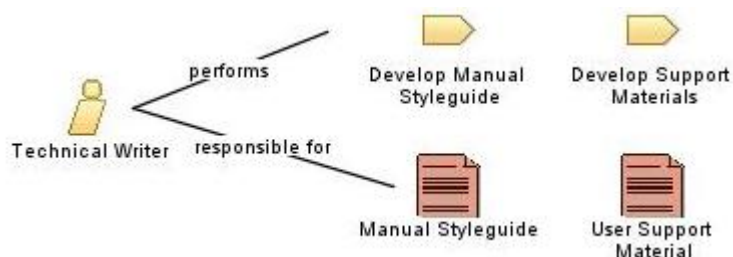 performs
Develop Manual
Styleguide
Develop Support
Materials
Technical Writer
responsible for
Manual Styleguide
User Support
Material